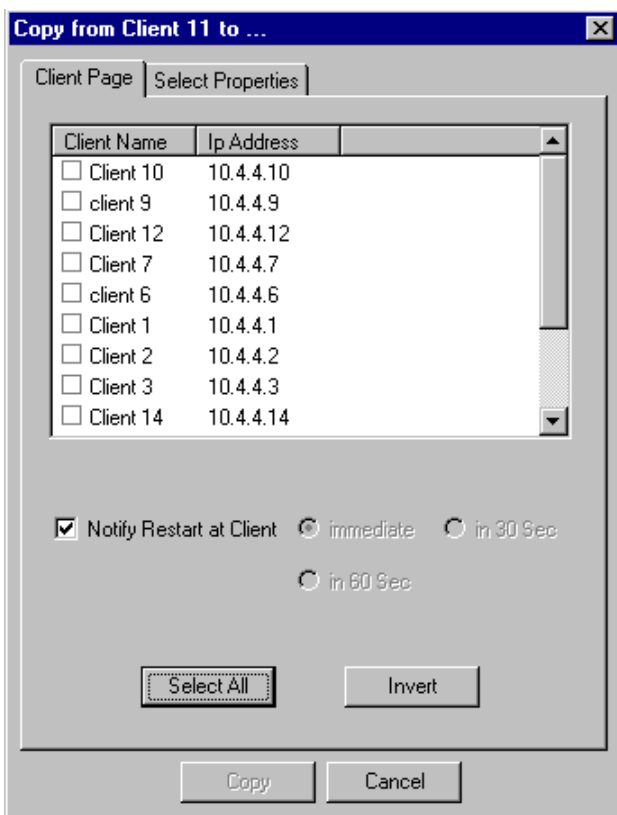 Copy from Client 11 to ...
Client Page Select Properties
Client Name Ip Address
Client 10 10.4.4.10
client 9 10.4.4.9
Client 12 10.4.4.12
Client 7 10.4.4.7
client 6 10.4.4.6
Client 1 10.4.4.1
Client 2 10.4.4.2
Client 3 10.4.4.3
Client 14 10.4.4.14
Notify Restart at Client immediate in 30 Sec
in 60 Sec
Select All Invert
Copy Cancel